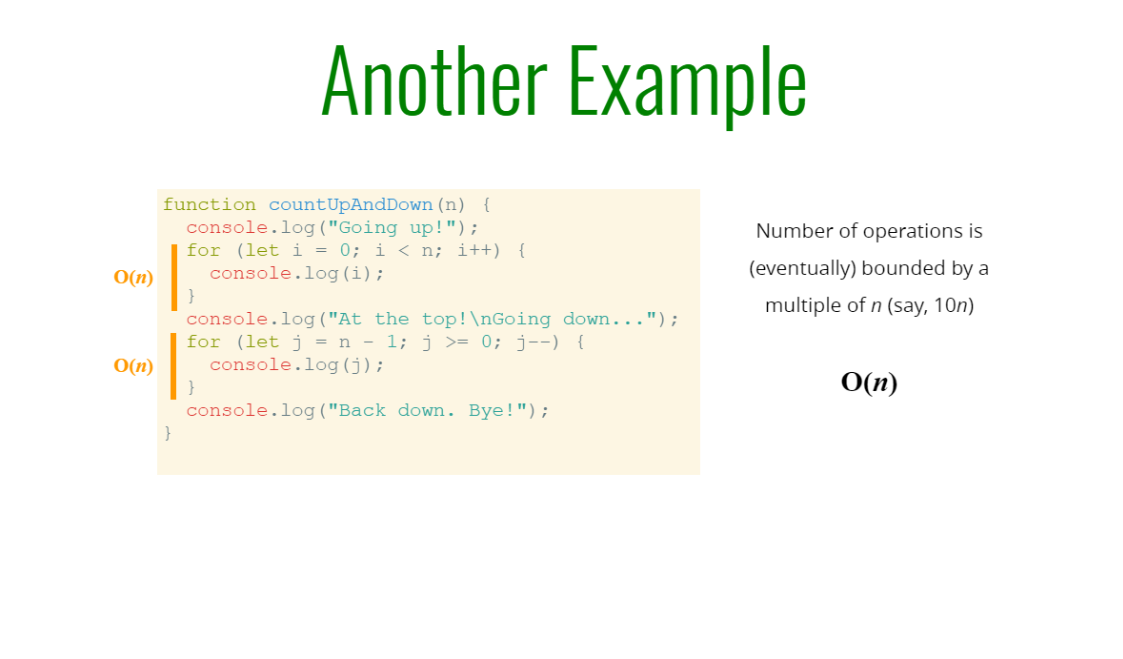 Another Example
function countUpAndDown(n) {
  console.log("Going up!");
  for (let i = 0; i < n; i++) {
    console.log(i);
  }
  console.log("At the top!\nGoing down...");
  for (let j = n - 1; j >= 0; j--) {
    console.log(j);
  }
  console.log("Back down. Bye!");
}
O(n)
O(n)
Number of operations is
(eventually) bounded by a
multiple of n (say, 10n)
O(n)